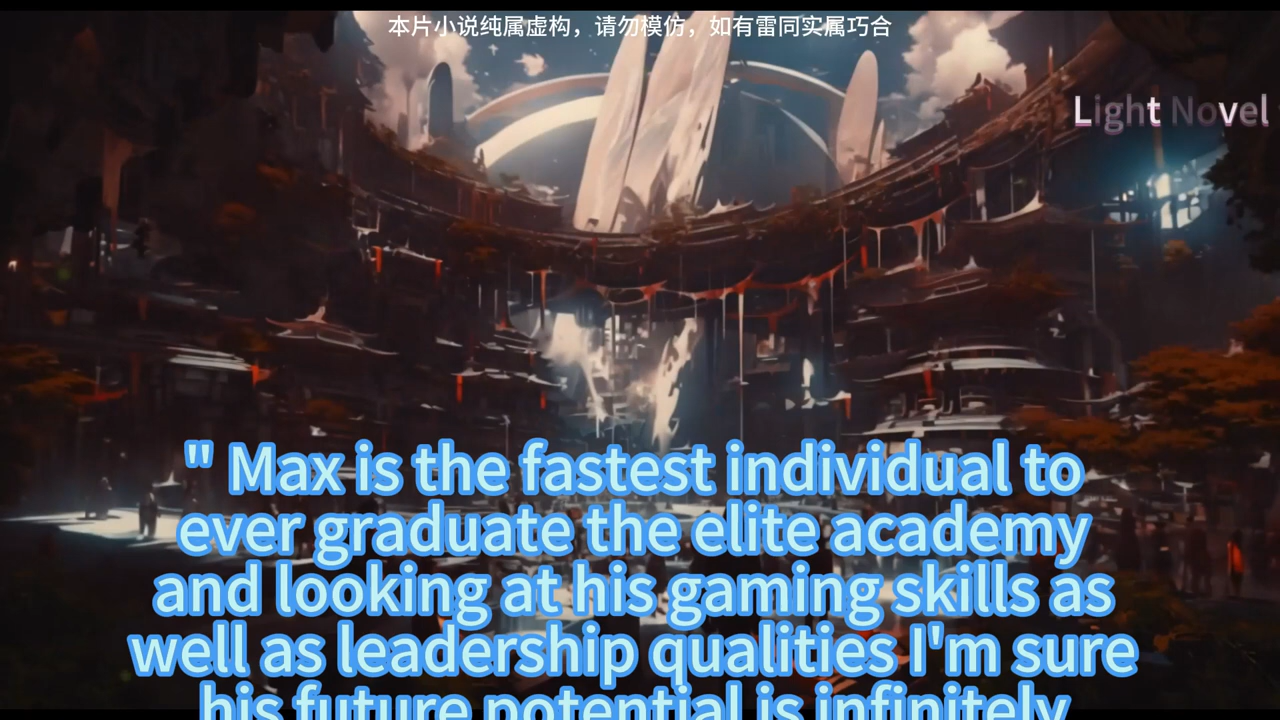 本片小说纯属虚构，请勿模仿，如有雷同实属巧合
Light Novel
" Max is the fastest individual to
ever graduate the elite academy
and looking at his gaming skills as
well as leadership qualities I'm sure
his future potential is infinitely